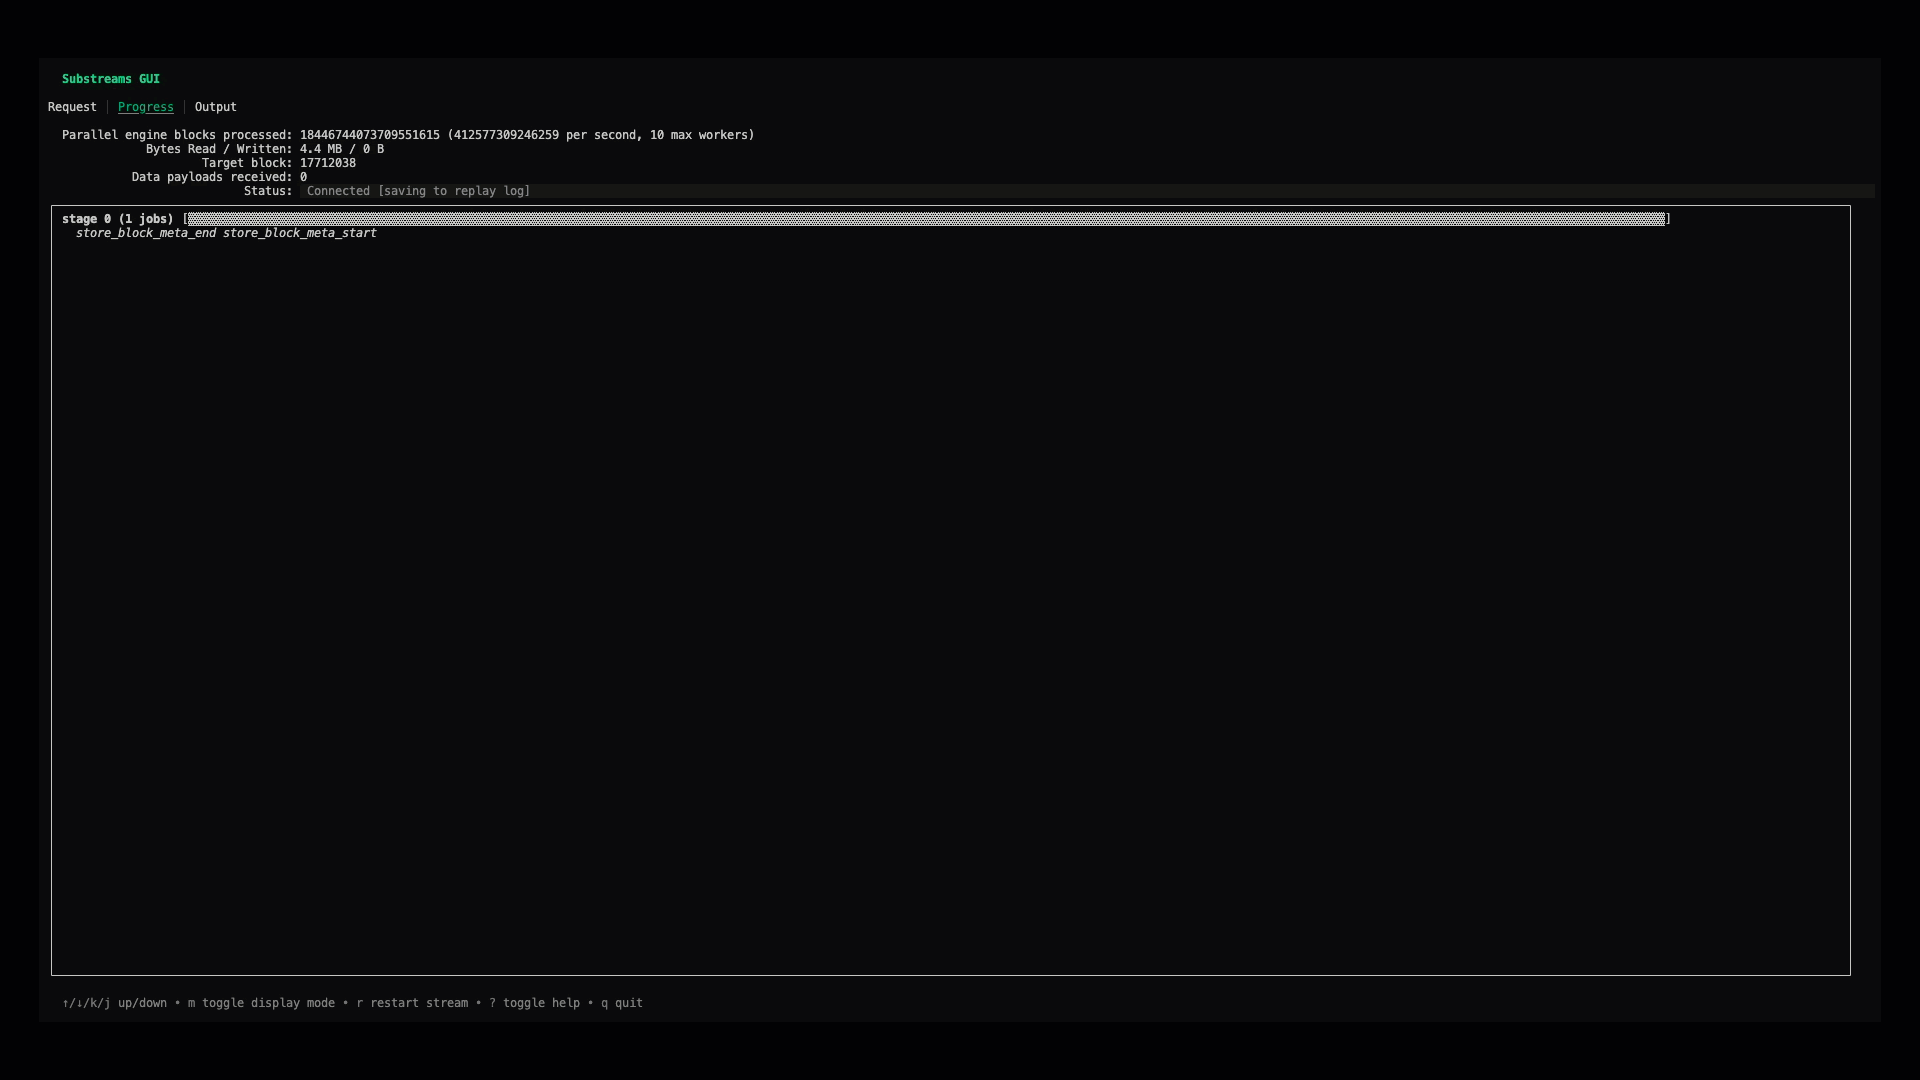 Substreams GUI
Request │ Progress │ Output
Parallel engine blocks processed: 18446744073709551615 (412577309246259 per second, 10 max workers)
Bytes Read / Written: 4.4 MB / 0 B
Target block: 17712038
Data payloads received: 0
Status: Connected [saving to replay log]
stage 0 (1 jobs) [▓▓▓▓▓▓▓▓▓▓▓▓▓▓▓▓▓▓▓▓]
store_block_meta_end store_block_meta_start
↑/↓/k/j up/down • m toggle display mode • r restart stream • ? toggle help • q quit